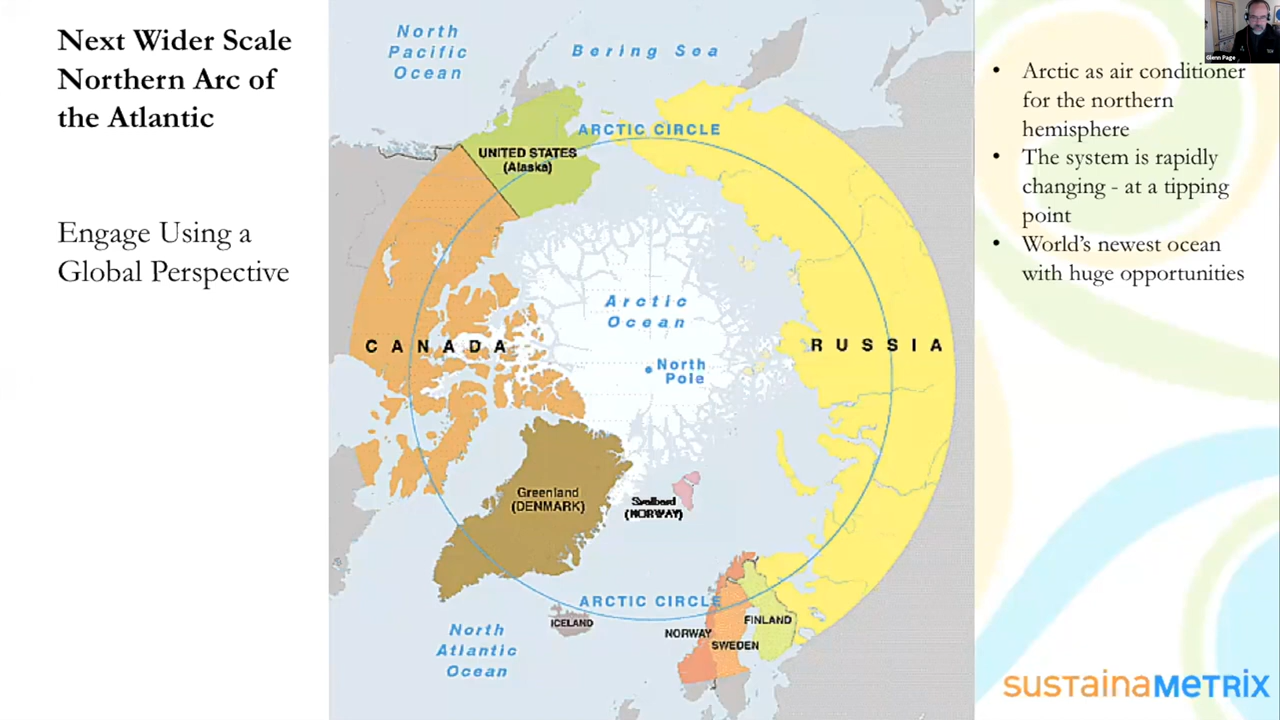 Next Wider Scale
Northern Arc of
the Atlantic
Engage Using a
Global Perspective
North
Pacific
Ocean
Bering Sea
ARCTIC CIRCLE
UNITED STATES
(Alaska)
Arctic
Ocean
CANADA
RUSSIA
North
Pole
Greenland
(DENMARK)
Svalbard
(NORWAY)
ARCTIC CIRCLE
ICELAND
NORWAY
FINLAND
SWEDEN
North
Atlantic
Ocean
Glenn Page
• Arctic as air conditioner
for the northern
hemisphere
• The system is rapidly
changing - at a tipping
point
• World's newest ocean
with huge opportunities
sustainaMETRIX